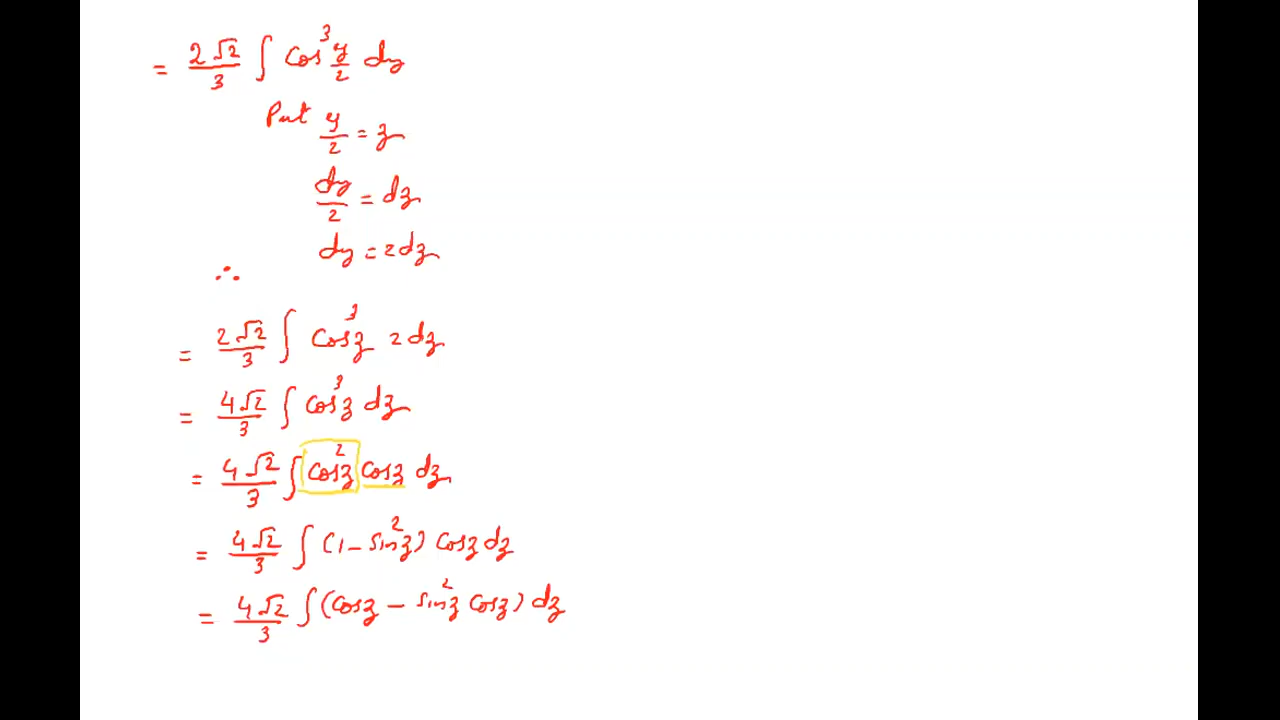 = 2√2/3 ∫ cos³ y/2 dy
Put y/2 = z
dy/2 = dz
dy = 2dz
∴
= 2√2/3 ∫ cos³z 2dz
= 4√2/3 ∫ cos³z dz
= 4√2/3 ∫ cos²z cosz dz
= 4√2/3 ∫ (1 - sin²z) cosz dz
= 4√2/3 ∫ (cosz - sin²z cosz) dz